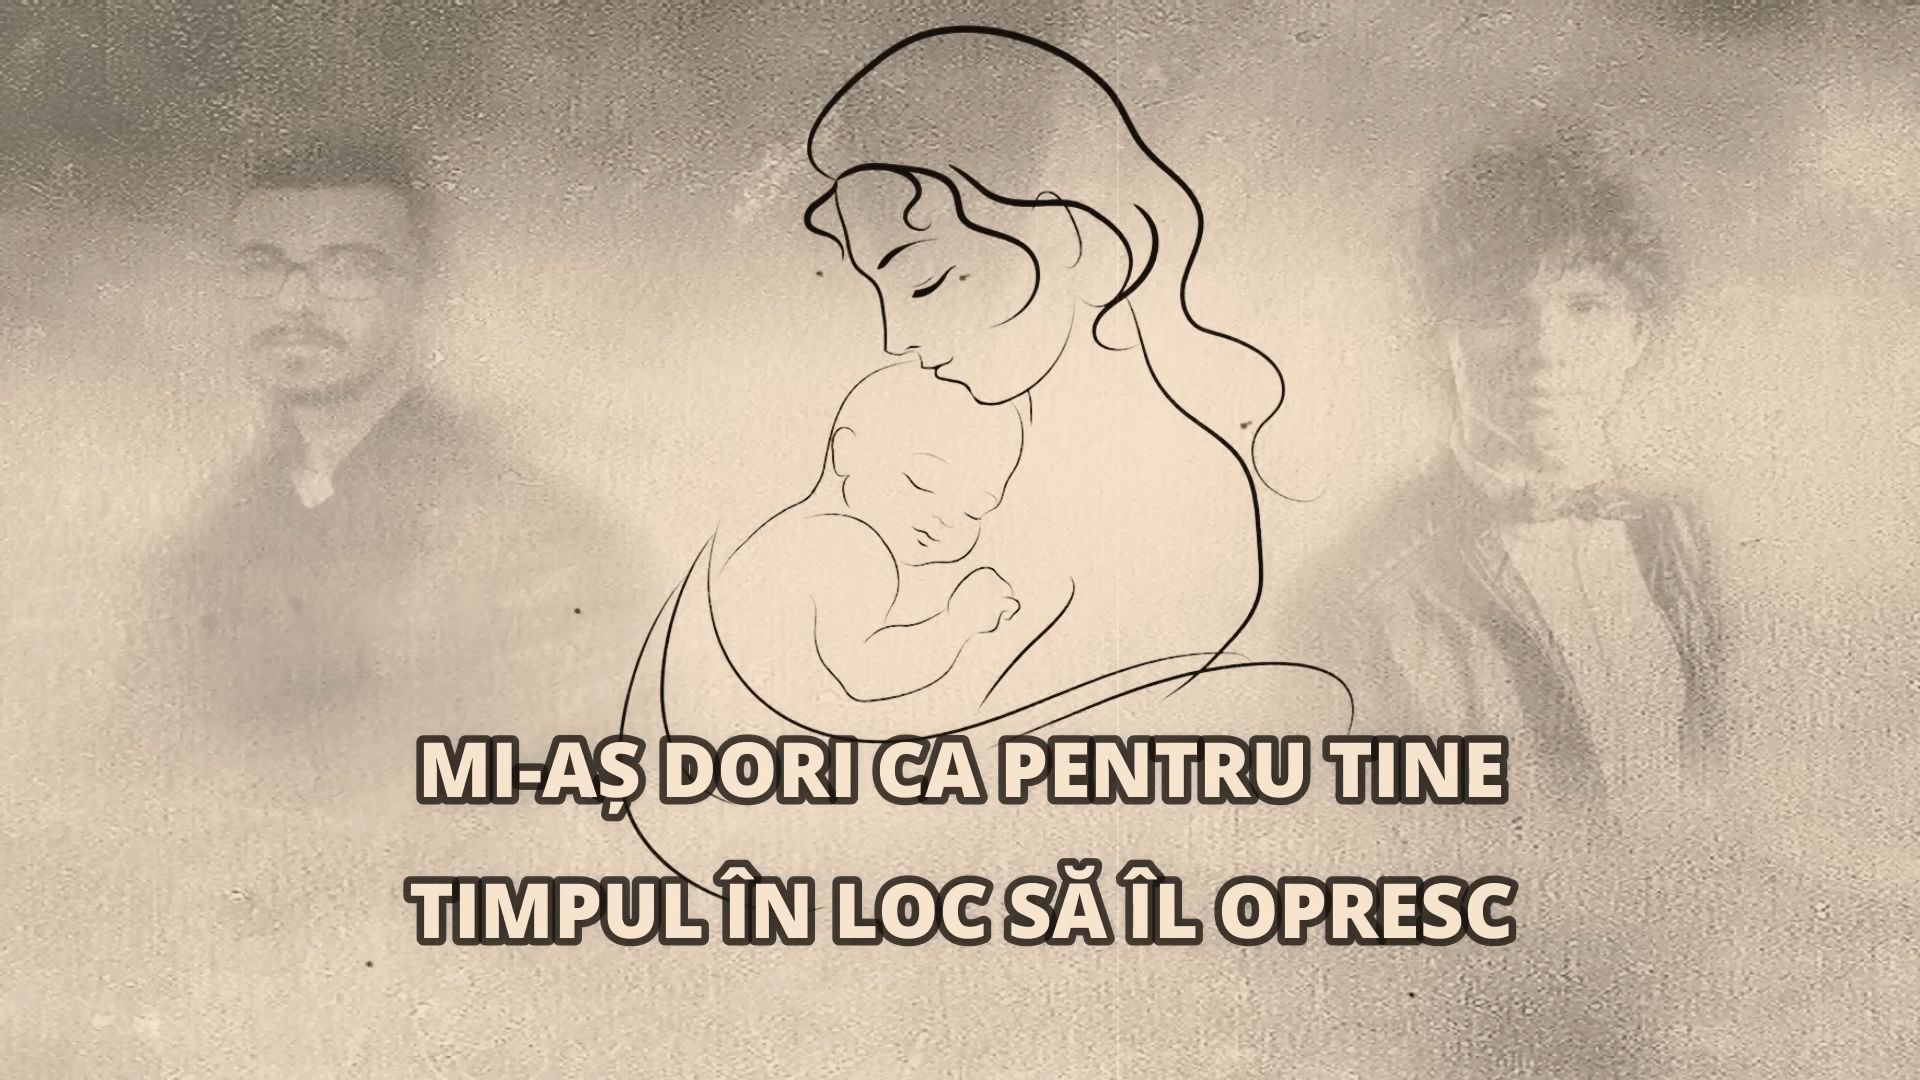 MI-AȘ DORI CA PENTRU TINE
TIMPUL ÎN LOC SĂ ÎL OPRESC